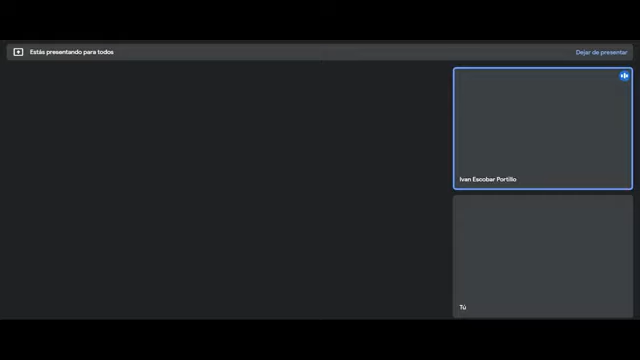 Estás presentando para todos
Dejar de presentar
Ivan Escobar Portillo
Tú